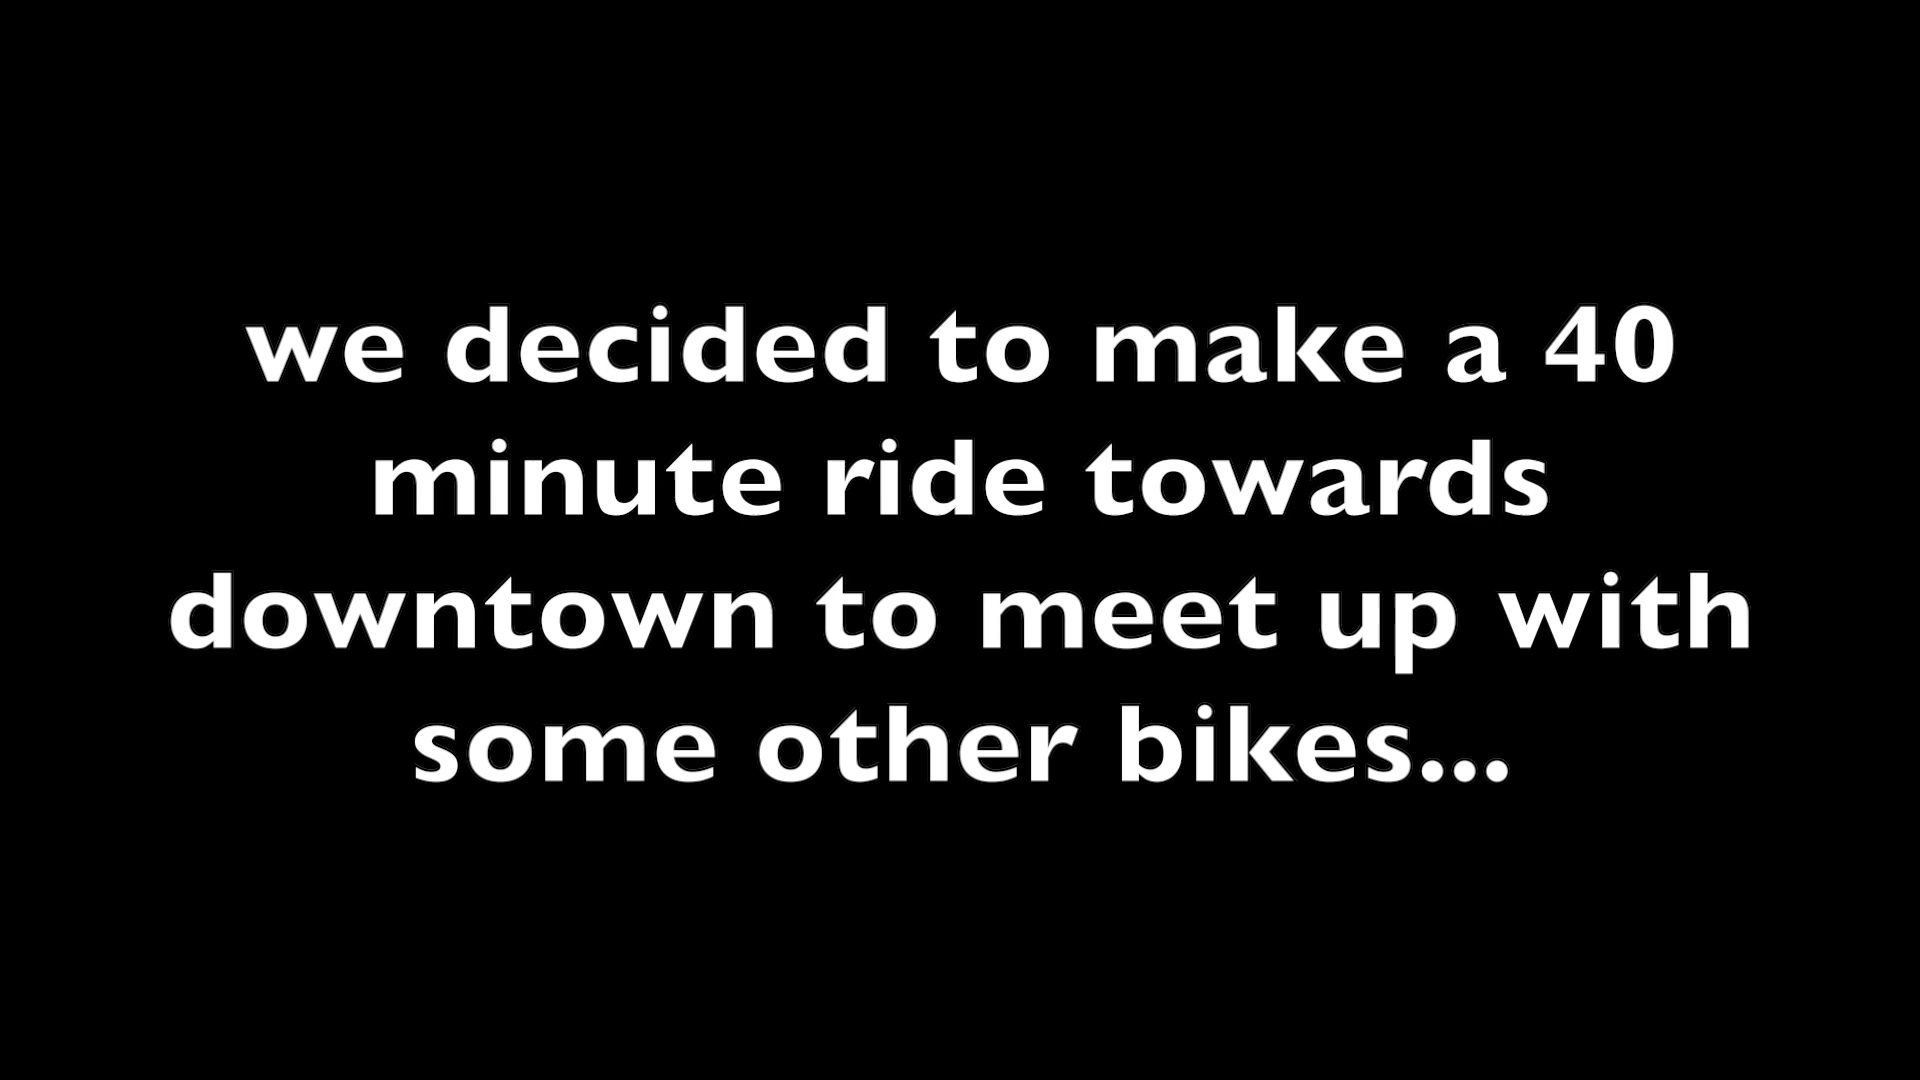 we decided to make a 40
minute ride towards
downtown to meet up with
some other bikes...